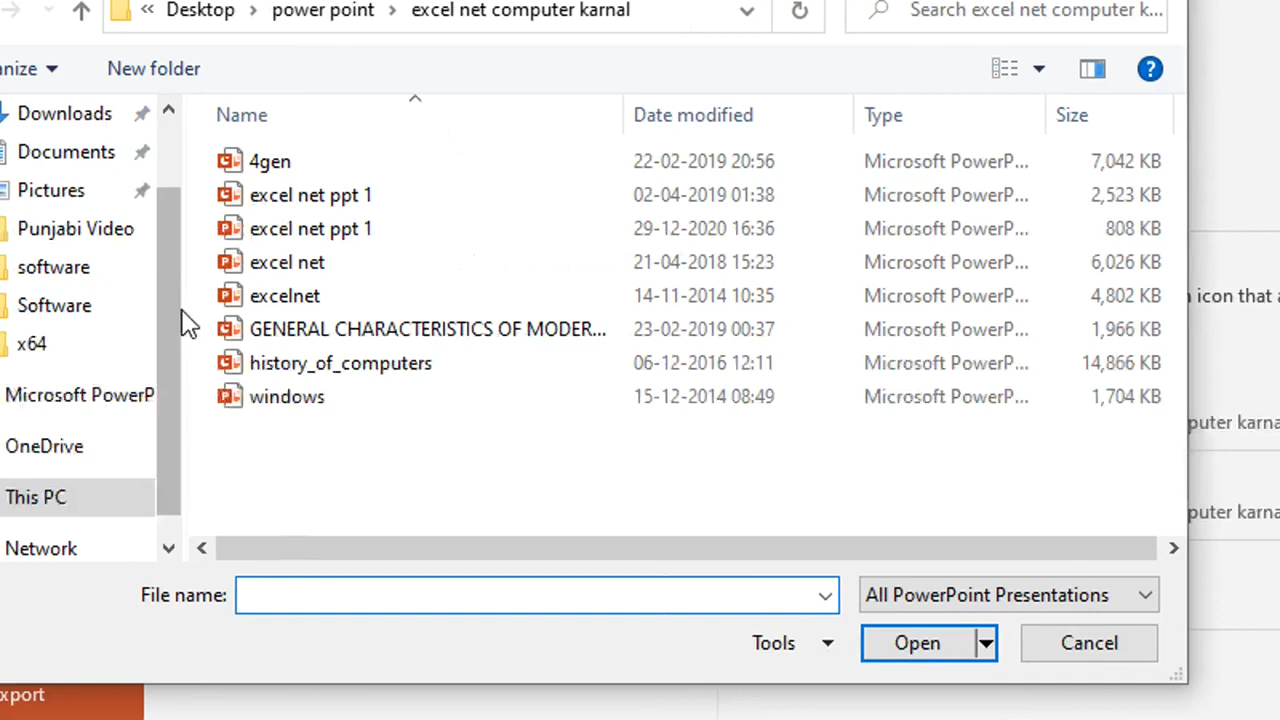 Desktop > power point > excel net computer karnal
Search excel net computer k...
nize
New folder
Name
Date modified
Type
Size
Downloads
Documents
Pictures
Punjabi Video
software
Software
x64
Microsoft PowerP
OneDrive
This PC
Network
4gen 22-02-2019 20:56 Microsoft PowerP... 7,042 KB
excel net ppt 1 02-04-2019 01:38 Microsoft PowerP... 2,523 KB
excel net ppt 1 29-12-2020 16:36 Microsoft PowerP... 808 KB
excel net 21-04-2018 15:23 Microsoft PowerP... 6,026 KB
excelnet 14-11-2014 10:35 Microsoft PowerP... 4,802 KB
GENERAL CHARACTERISTICS OF MODER... 23-02-2019 00:37 Microsoft PowerP... 1,966 KB
history_of_computers 06-12-2016 12:11 Microsoft PowerP... 14,866 KB
windows 15-12-2014 08:49 Microsoft PowerP... 1,704 KB
icon that a
puter karna
puter karna
File name:
All PowerPoint Presentations
Tools
Open
Cancel
xport